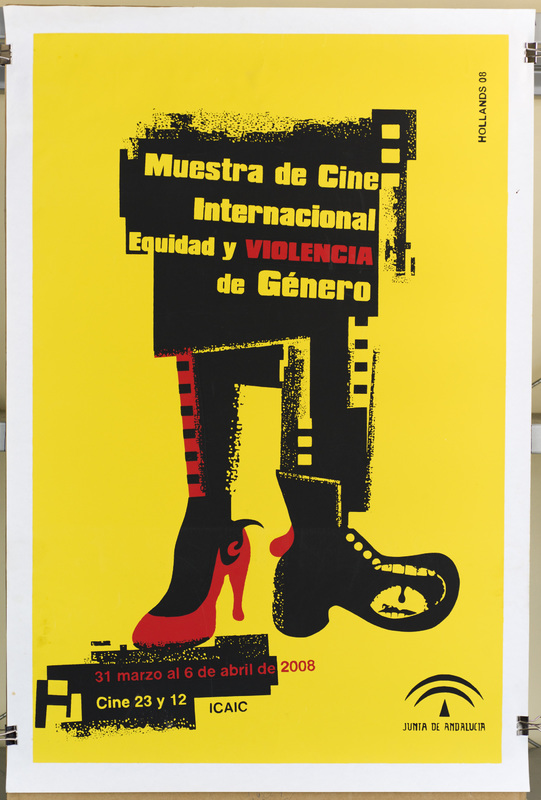 HOLLANDS 08
Muestra de Cine
Internacional
Equidad y VIOLENCIA
de Género
31 marzo al 6 de abril de 2008
Cine 23 y 12
ICAIC
JUNTA DE ANDALUCIA